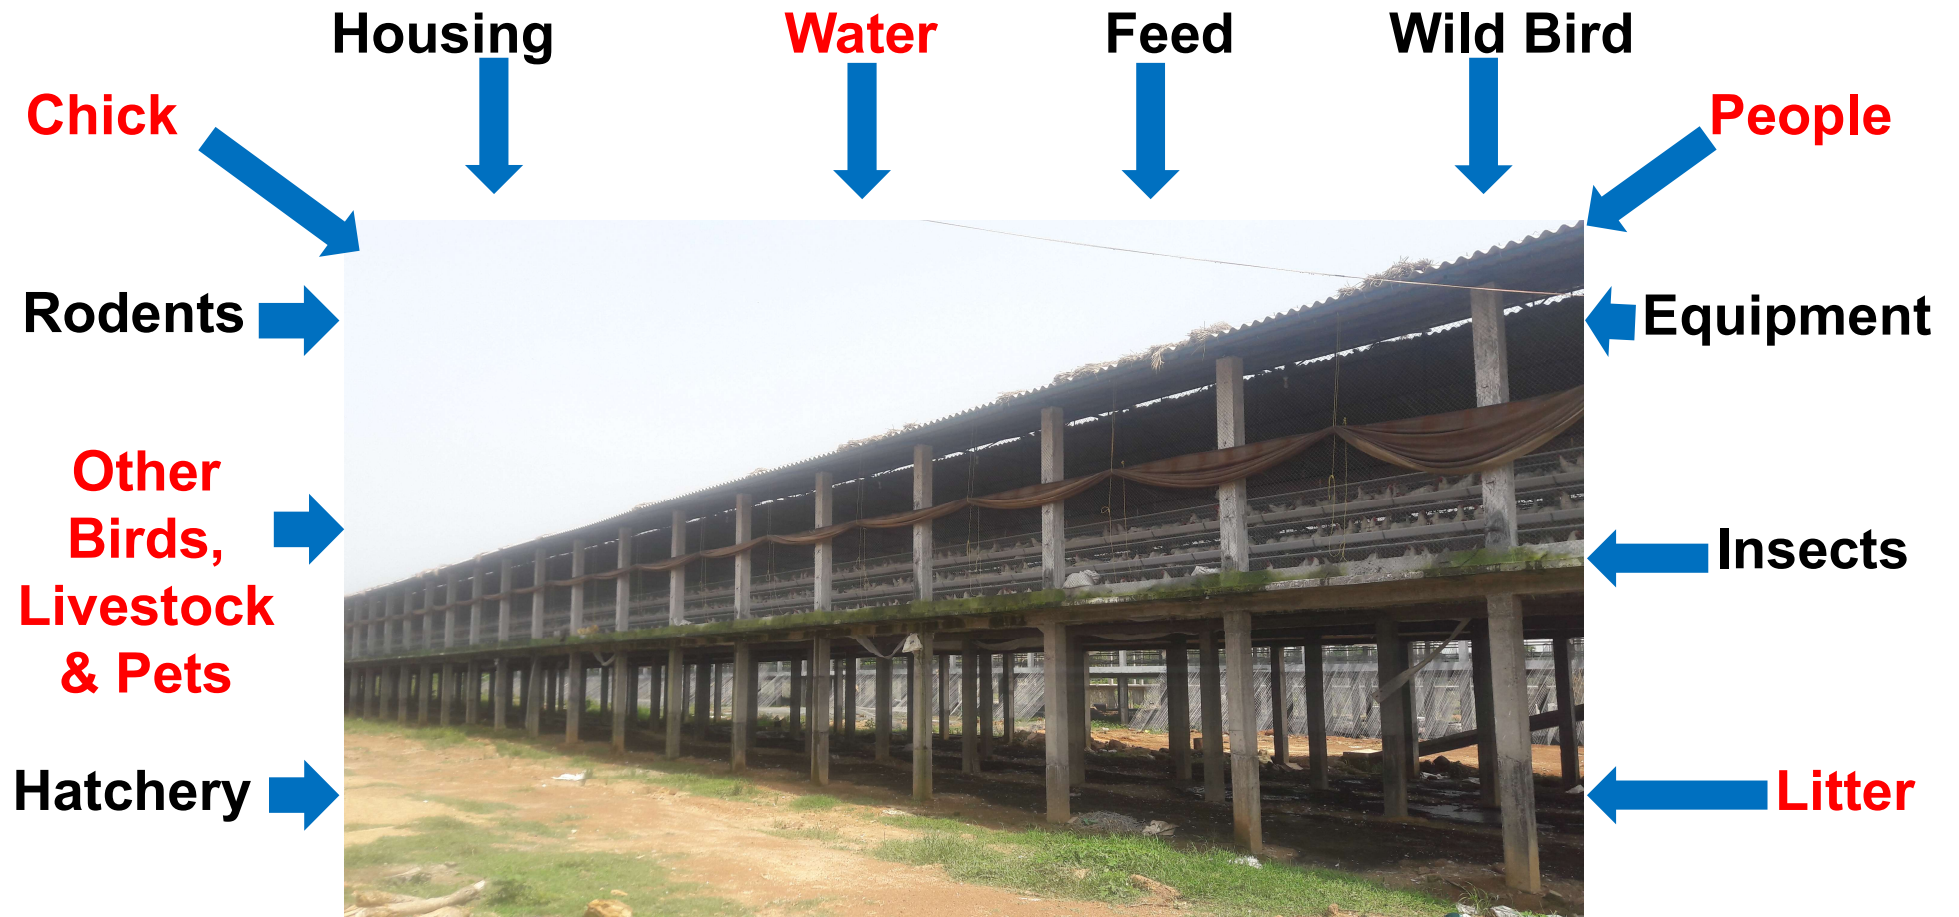 Housing
Water
Feed
Wild Bird
Chick
People
Rodents
Equipment
Other
Birds,
Livestock
& Pets
Insects
Hatchery
Litter